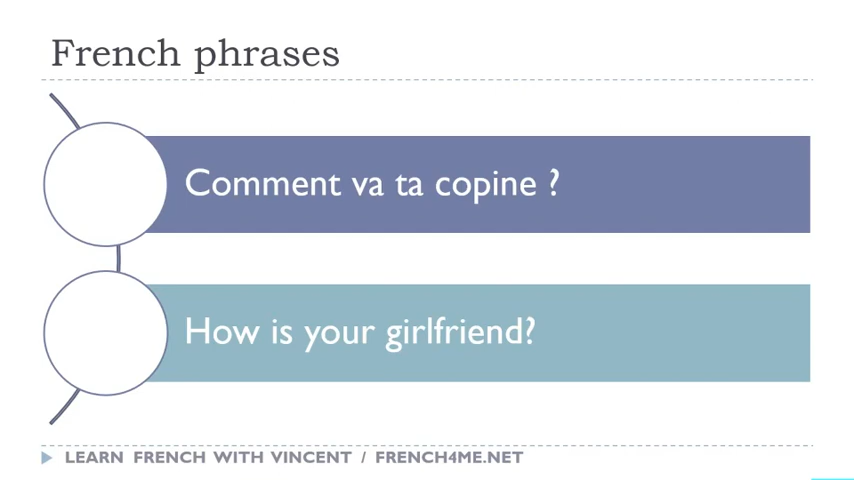 French phrases
Comment va ta copine ?
How is your girlfriend?
LEARN FRENCH WITH VINCENT / FRENCH4ME.NET